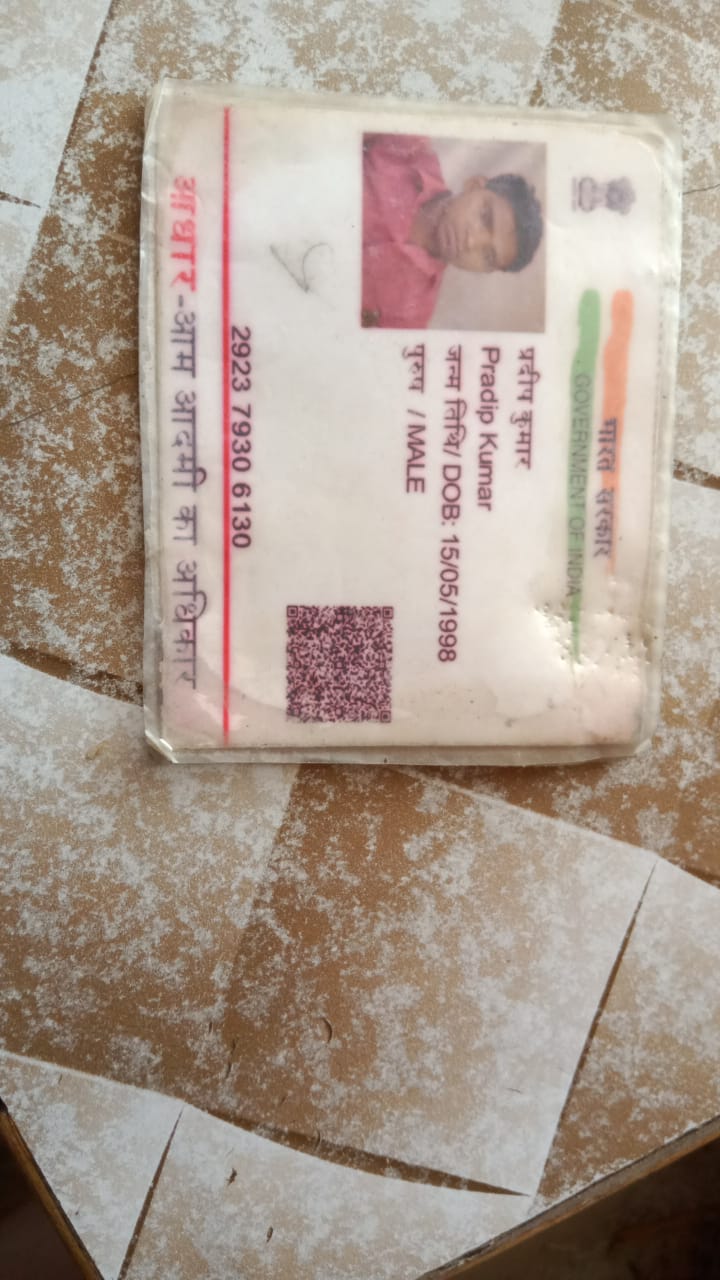 भारत सरकार
GOVERNMENT OF INDIA
प्रदीप कुमार
Pradip Kumar
जन्म तिथि/ DOB: 15/05/1998
पुरुष / MALE
2923 7930 6130
आधार-आम आदमी का अधिकार